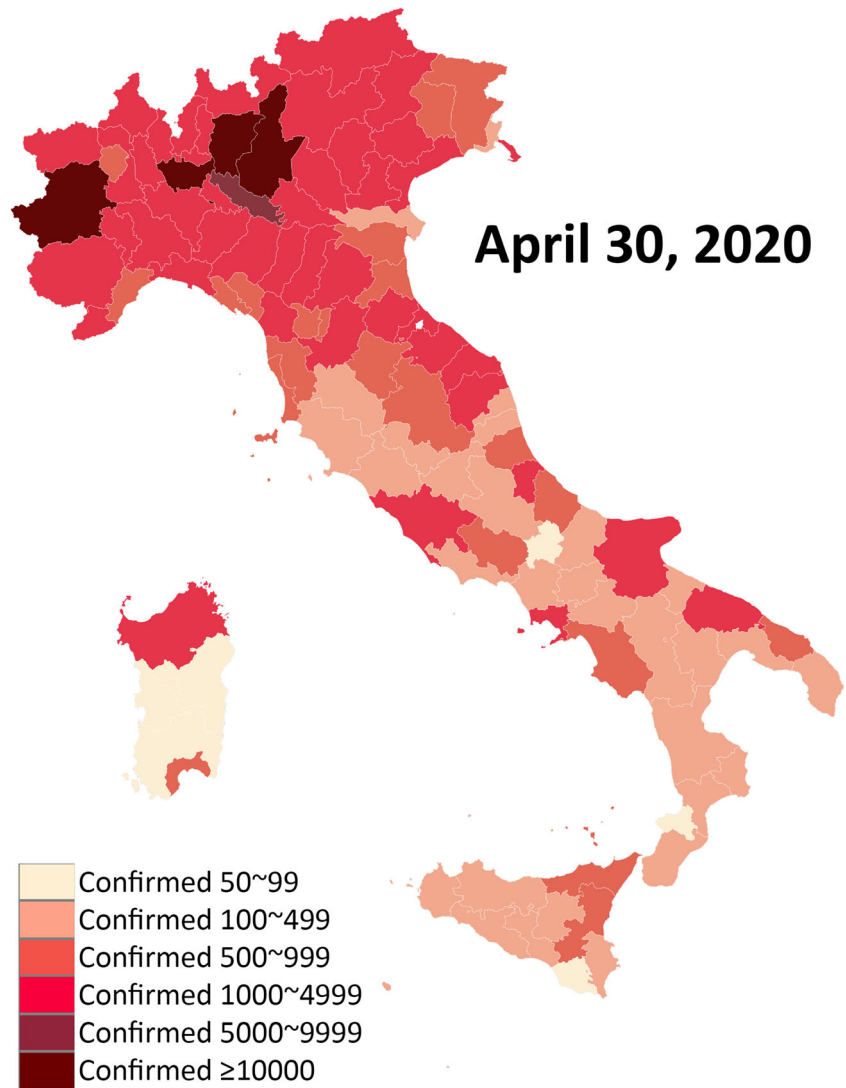 April 30, 2020
Confirmed 50~99
Confirmed 100~499
Confirmed 500~999
Confirmed 1000~4999
Confirmed 5000~9999
Confirmed ≥10000